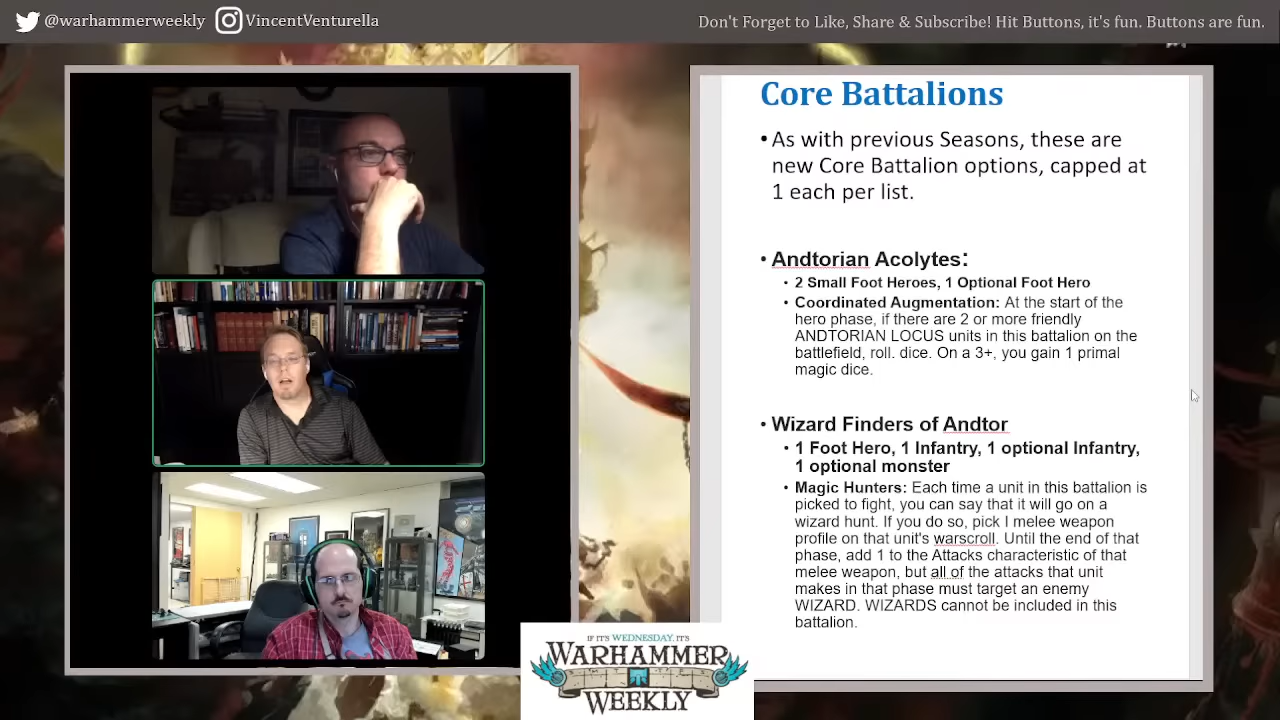 @warhammerweekly VincentVenturella
Don't Forget to Like, Share & Subscribe! Hit Buttons, it's fun. Buttons are fun.
Core Battalions
• As with previous Seasons, these are
new Core Battalion options, capped at
1 each per list.
• Andtorian Acolytes:
• 2 Small Foot Heroes, 1 Optional Foot Hero
• Coordinated Augmentation: At the start of the
hero phase, if there are 2 or more friendly
ANDTORIAN LOCUS units in this battalion on the
battlefield, roll. dice. On a 3+, you gain 1 primal
magic dice.
• Wizard Finders of Andtor
• 1 Foot Hero, 1 Infantry, 1 optional Infantry,
1 optional monster
• Magic Hunters: Each time a unit in this battalion is
picked to fight, you can say that it will go on a
wizard hunt. If you do so, pick I melee weapon
profile on that unit's warscroll. Until the end of that
phase, add 1 to the Attacks characteristic of that
melee weapon, but all of the attacks that unit
makes in that phase must target an enemy
WIZARD. WIZARDS cannot be included in this
battalion.
IF IT'S WEDNESDAY, IT'S
WARHAMMER
WEEKLY